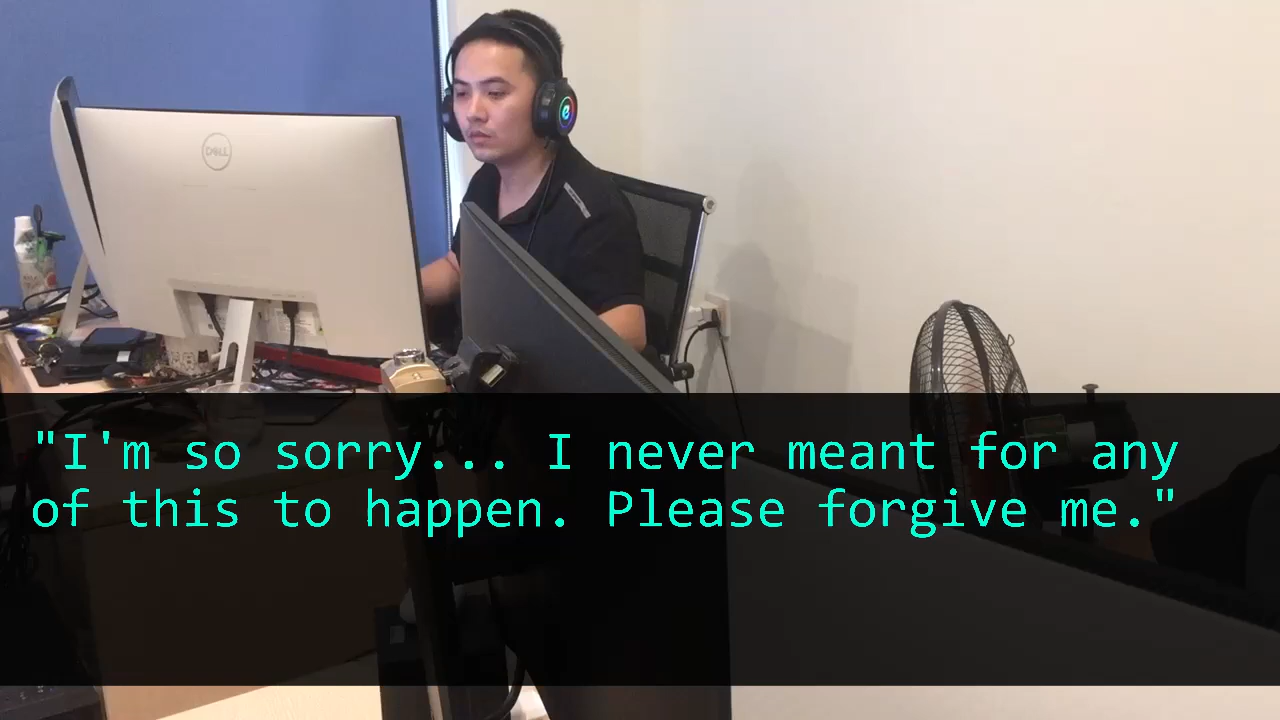 DELL
"I'm so sorry... I never meant for any
of this to happen. Please forgive me."